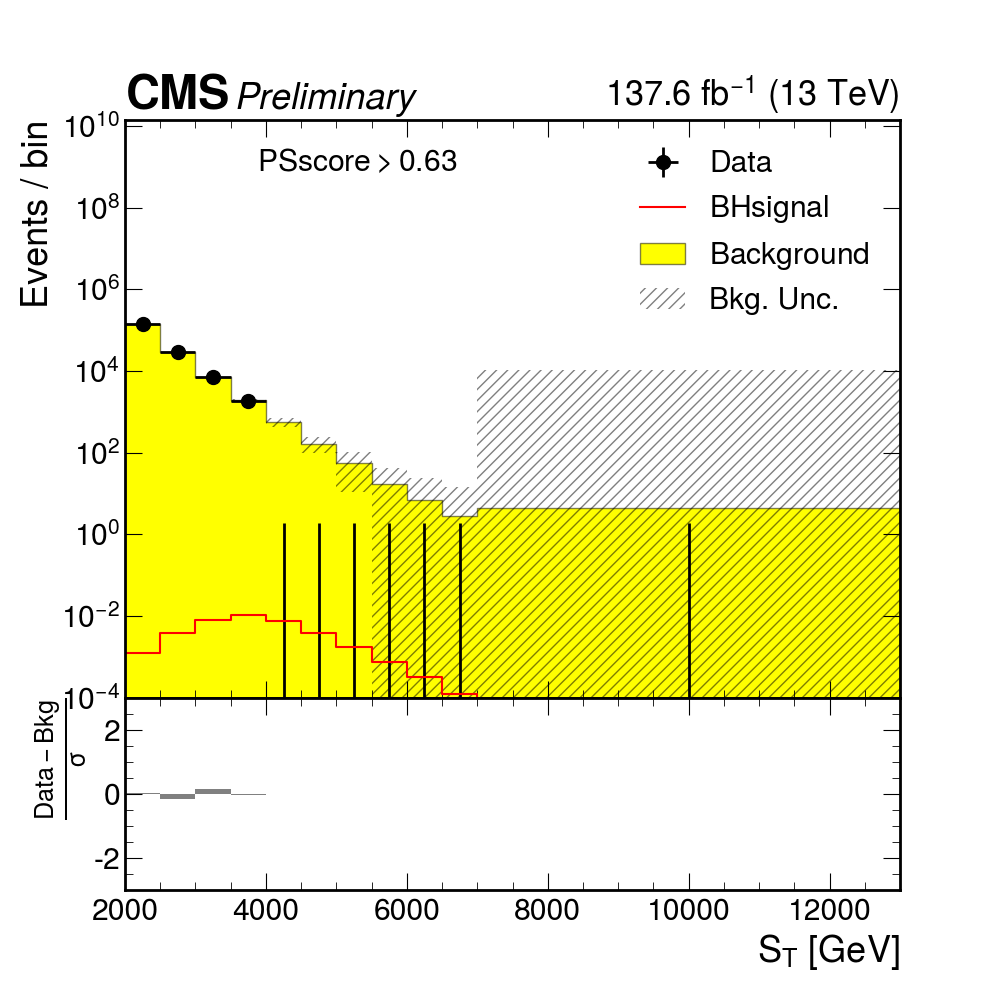 CMS Preliminary 137.6 fb⁻¹ (13 TeV)
Events / bin
10¹⁰
10⁸
10⁶
10⁴
10²
10⁰
10⁻²
10⁻⁴
PSscore > 0.63
Data
BHsignal
Background
Bkg. Unc.
Data − Bkg
σ
2
0
-2
2000 4000 6000 8000 10000 12000
S_T [GeV]